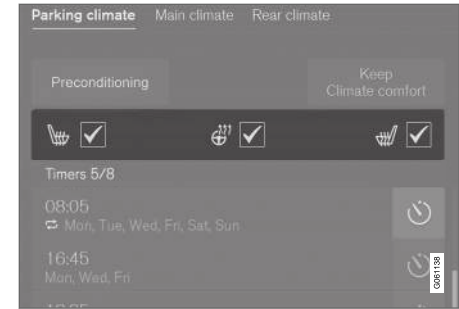 Parking climate Main climate Rear climate
Preconditioning
Keep
Climate comfort
Timers 5/8
08:05
Mon, Tue, Wed, Fri, Sat, Sun
16:45
Mon, Wed, Fri
G061138